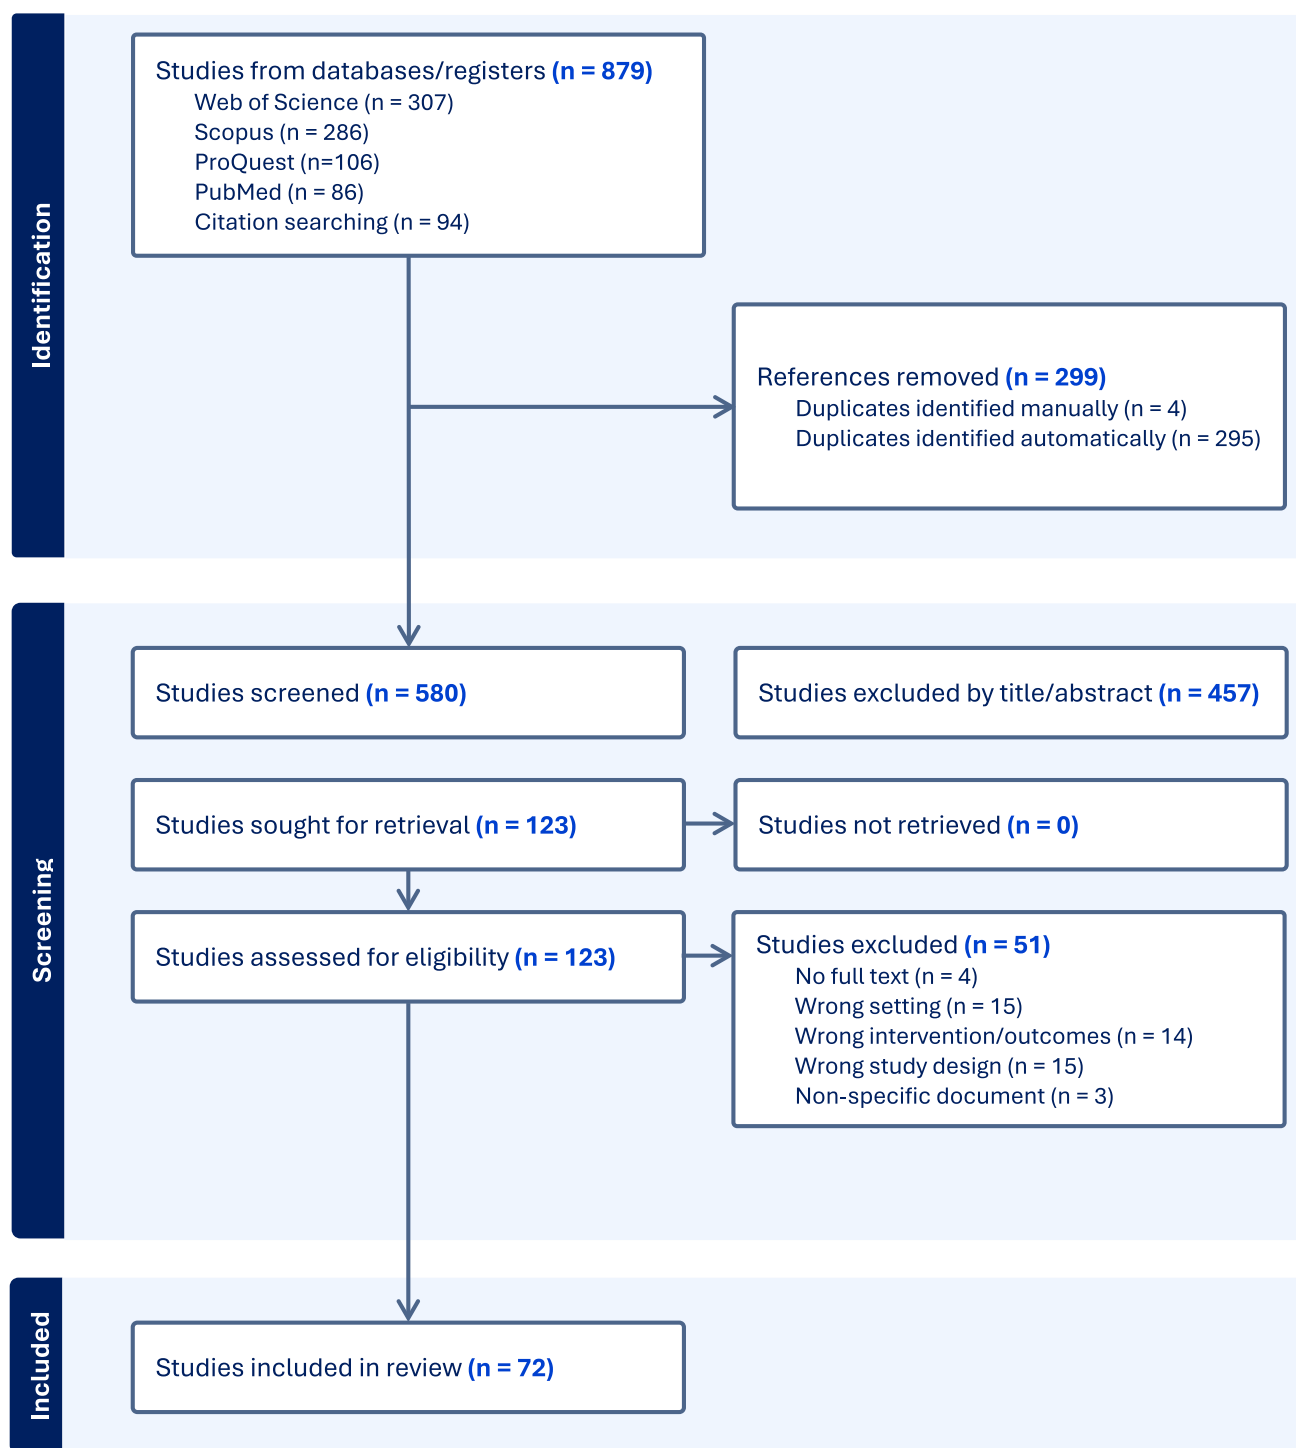 Identification
Studies from databases/registers (n = 879)
Web of Science (n = 307)
Scopus (n = 286)
ProQuest (n=106)
PubMed (n = 86)
Citation searching (n = 94)
References removed (n = 299)
Duplicates identified manually (n = 4)
Duplicates identified automatically (n = 295)
Screening
Studies screened (n = 580)
Studies excluded by title/abstract (n = 457)
Studies sought for retrieval (n = 123)
Studies not retrieved (n = 0)
Studies assessed for eligibility (n = 123)
Studies excluded (n = 51)
No full text (n = 4)
Wrong setting (n = 15)
Wrong intervention/outcomes (n = 14)
Wrong study design (n = 15)
Non-specific document (n = 3)
Included
Studies included in review (n = 72)